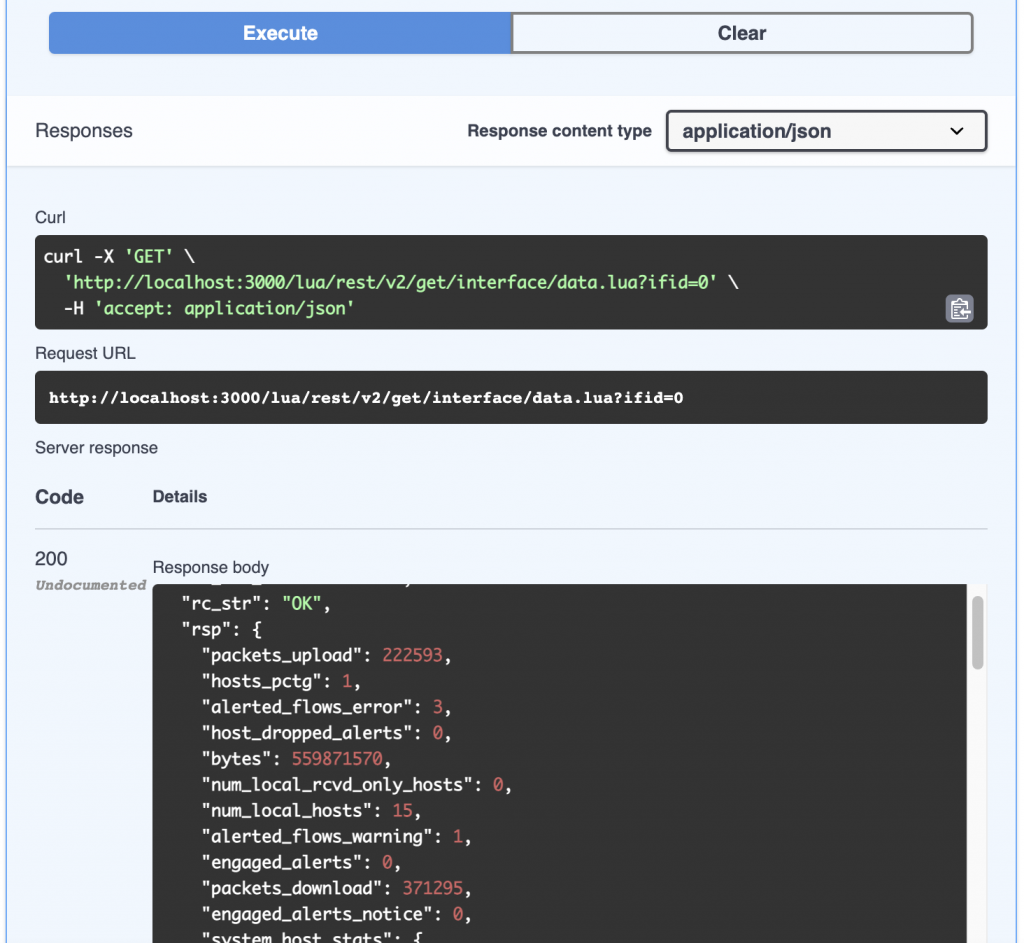 Execute
Clear
Responses
Response content type
application/json
Curl
curl -X 'GET' \
'http://localhost:3000/lua/rest/v2/get/interface/data.lua?ifid=0' \
-H 'accept: application/json'
Request URL
http://localhost:3000/lua/rest/v2/get/interface/data.lua?ifid=0
Server response
Code
Details
200
Undocumented
Response body
"rc_str": "OK",
"rsp": {
"packets_upload": 222593,
"hosts_pctg": 1,
"alerted_flows_error": 3,
"host_dropped_alerts": 0,
"bytes": 559871570,
"num_local_rcvd_only_hosts": 0,
"num_local_hosts": 15,
"alerted_flows_warning": 1,
"engaged_alerts": 0,
"packets_download": 371295,
"engaged_alerts_notice": 0,
"system_host_stats": {